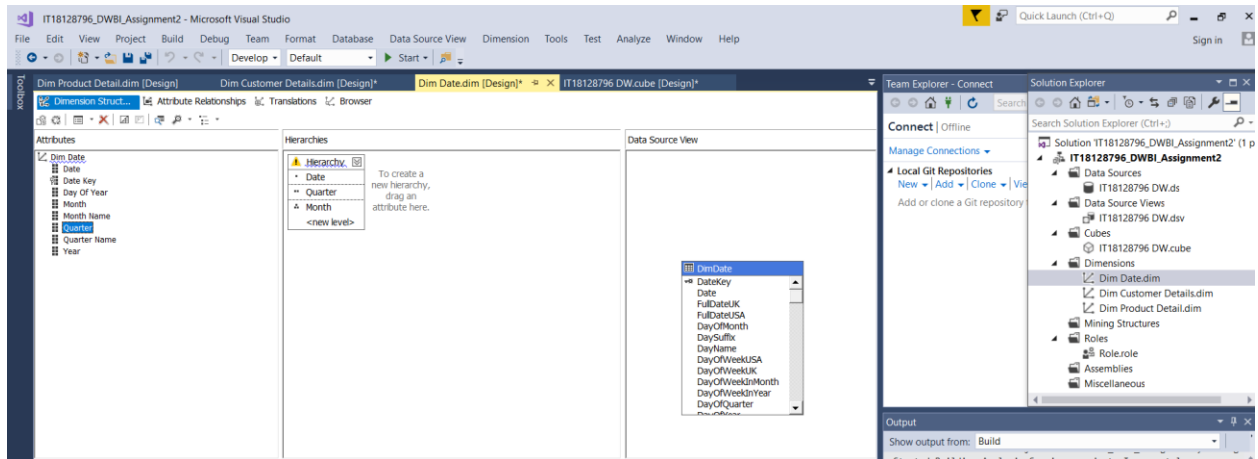 IT18128796_DWBI_Assignment2 - Microsoft Visual Studio
Quick Launch (Ctrl+Q)
File Edit View Project Build Debug Team Format Database Data Source View Dimension Tools Test Analyze Window Help
Sign in
Develop Default Start
Toolbox
Dim Product Detail.dim [Design] Dim Customer Details.dim [Design]* Dim Date.dim [Design]* IT18128796 DW.cube [Design]*
Dimension Struct... Attribute Relationships Translations Browser
Attributes
Dim Date
Date
Date Key
Day Of Year
Month
Month Name
Quarter
Quarter Name
Year
Hierarchies
Hierarchy
Date
Quarter
Month
<new level>
To create a
new hierarchy,
drag an
attribute here.
Data Source View
DimDate
DateKey
Date
FullDateUK
FullDateUSA
DayOfMonth
DaySuffix
DayName
DayOfWeekUSA
DayOfWeekUK
DayOfWeekInMonth
DayOfWeekInYear
DayOfQuarter
DayOfYear
Team Explorer - Connect
Search
Connect | Offline
Manage Connections
Local Git Repositories
New Add Clone Vie
Add or clone a Git repository
Solution Explorer
Search Solution Explorer (Ctrl+;)
Solution 'IT18128796_DWBI_Assignment2' (1 p
IT18128796_DWBI_Assignment2
Data Sources
IT18128796 DW.ds
Data Source Views
IT18128796 DW.dsv
Cubes
IT18128796 DW.cube
Dimensions
Dim Date.dim
Dim Customer Details.dim
Dim Product Detail.dim
Mining Structures
Roles
Role.role
Assemblies
Miscellaneous
Output
Show output from: Build